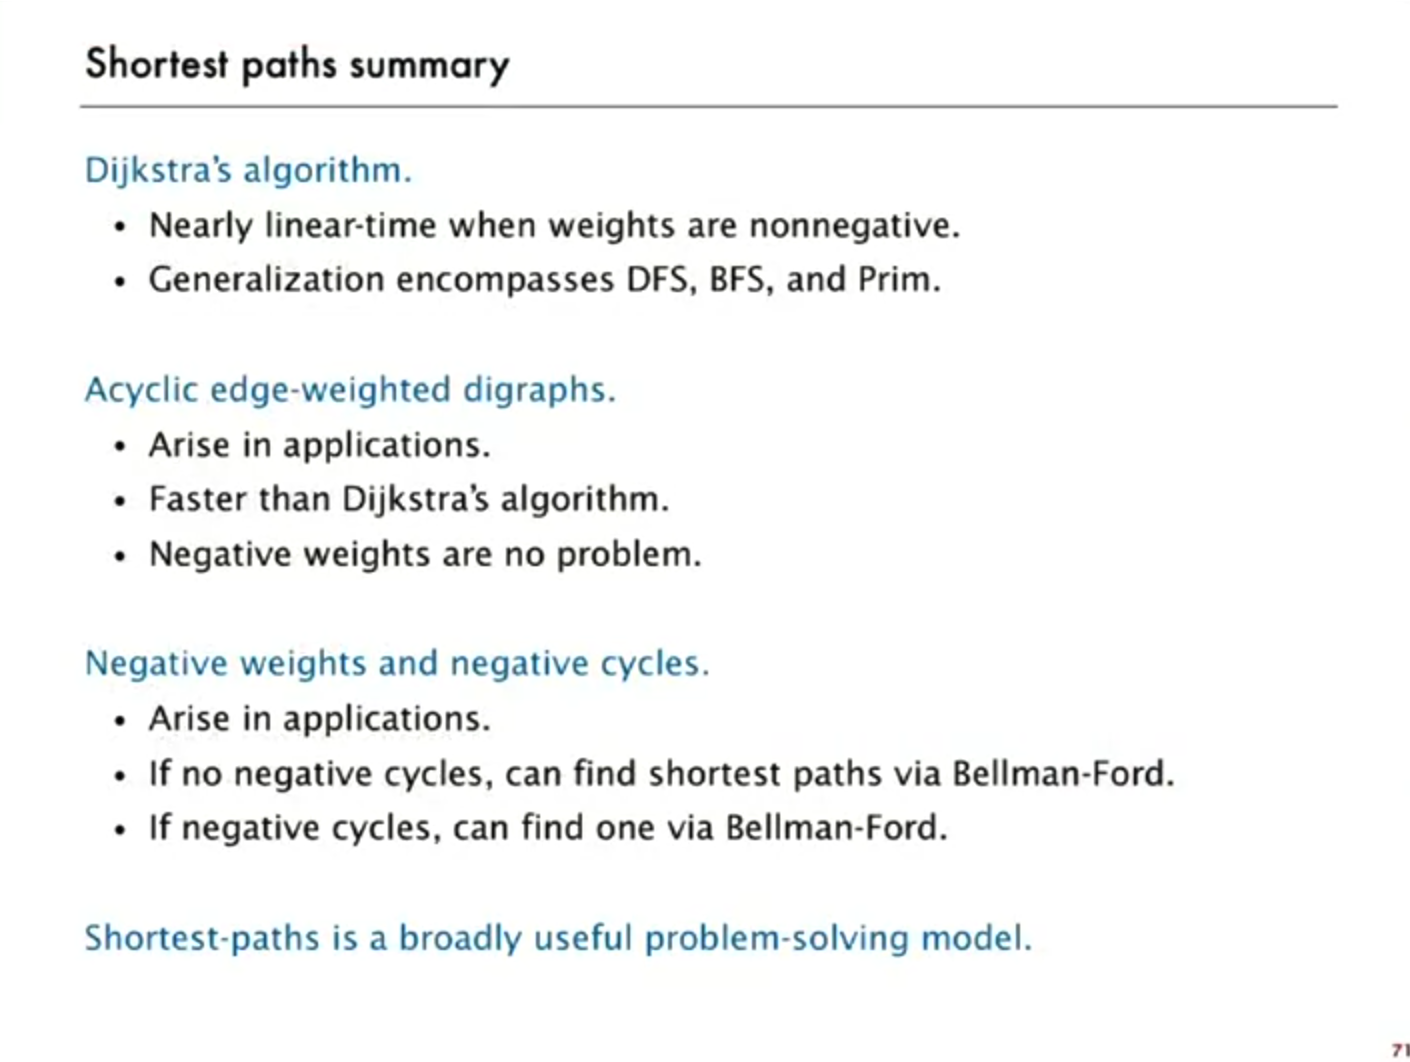 Shortest paths summary
Dijkstra's algorithm.
• Nearly linear-time when weights are nonnegative.
• Generalization encompasses DFS, BFS, and Prim.
Acyclic edge-weighted digraphs.
• Arise in applications.
• Faster than Dijkstra's algorithm.
• Negative weights are no problem.
Negative weights and negative cycles.
• Arise in applications.
• If no negative cycles, can find shortest paths via Bellman-Ford.
• If negative cycles, can find one via Bellman-Ford.
Shortest-paths is a broadly useful problem-solving model.
71